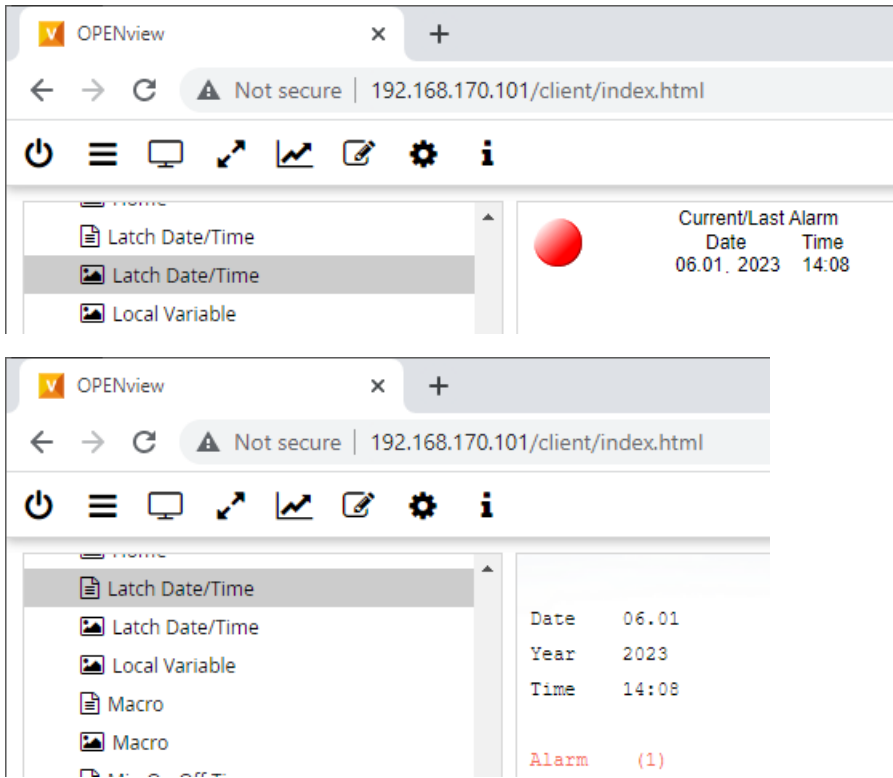 OPENview
Not secure | 192.168.170.101/client/index.html
Home
Latch Date/Time
Latch Date/Time
Local Variable
Current/Last Alarm
Date Time
06.01. 2023 14:08
OPENview
Not secure | 192.168.170.101/client/index.html
Home
Latch Date/Time
Latch Date/Time
Local Variable
Macro
Macro
Date 06.01
Year 2023
Time 14:08
Alarm (1)